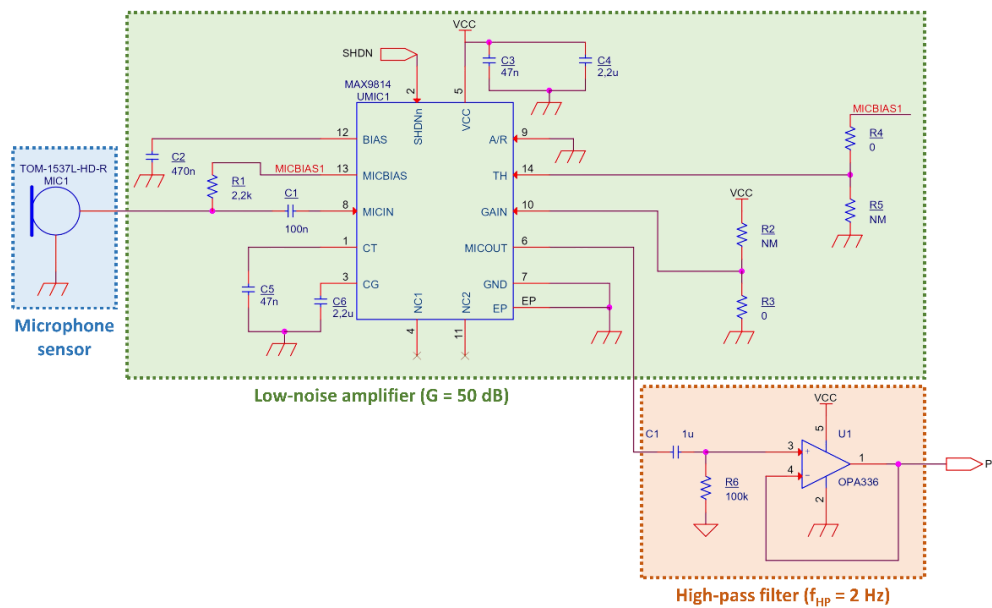 VCC
SHDN
C3
47n
C4
2,2u
MAX9814
UMIC1
2
5
SHDNn
VCC
MICBIAS1
12
BIAS
A/R
9
R4
0
C2
470n
TOM-1537L-HD-R
MIC1
MICBIAS1
13
MICBIAS
TH
14
R1
2,2k
C1
100n
8
MICIN
GAIN
10
VCC
R5
NM
R2
NM
1
CT
MICOUT
6
C5
47n
3
CG
C6
2,2u
GND
7
EP
EP
R3
0
NC1
NC2
4
11
Microphone
sensor
Low-noise amplifier (G = 50 dB)
VCC
C1
1u
5
U1
3
+
1
4
-
OPA336
P
R6
100k
2
High-pass filter (fHP = 2 Hz)